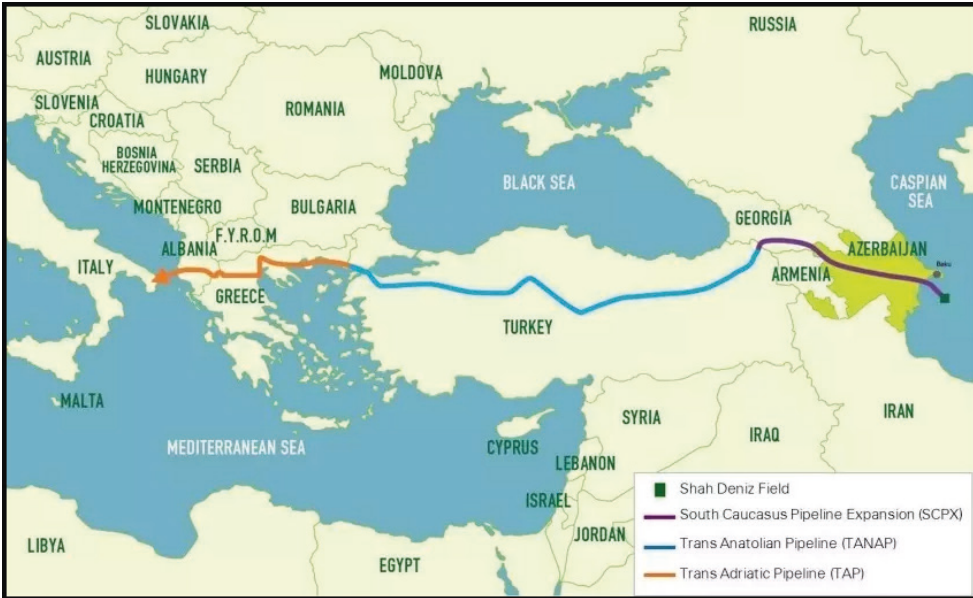 SLOVAKIA
RUSSIA
AUSTRIA
HUNGARY
MOLDOVA
SLOVENIA
CROATIA
ROMANIA
BOSNIA
HERZEGOVINA
SERBIA
BLACK SEA
CASPIAN
SEA
MONTENEGRO
BULGARIA
GEORGIA
F.Y.R.O.M
ALBANIA
AZERBAIJAN
ITALY
Baku
ARMENIA
GREECE
TURKEY
MALTA
SYRIA
IRAN
IRAQ
MEDITERRANEAN SEA
CYPRUS
LEBANON
ISRAEL
JORDAN
LIBYA
EGYPT
Shah Deniz Field
South Caucasus Pipeline Expansion (SCPX)
Trans Anatolian Pipeline (TANAP)
Trans Adriatic Pipeline (TAP)